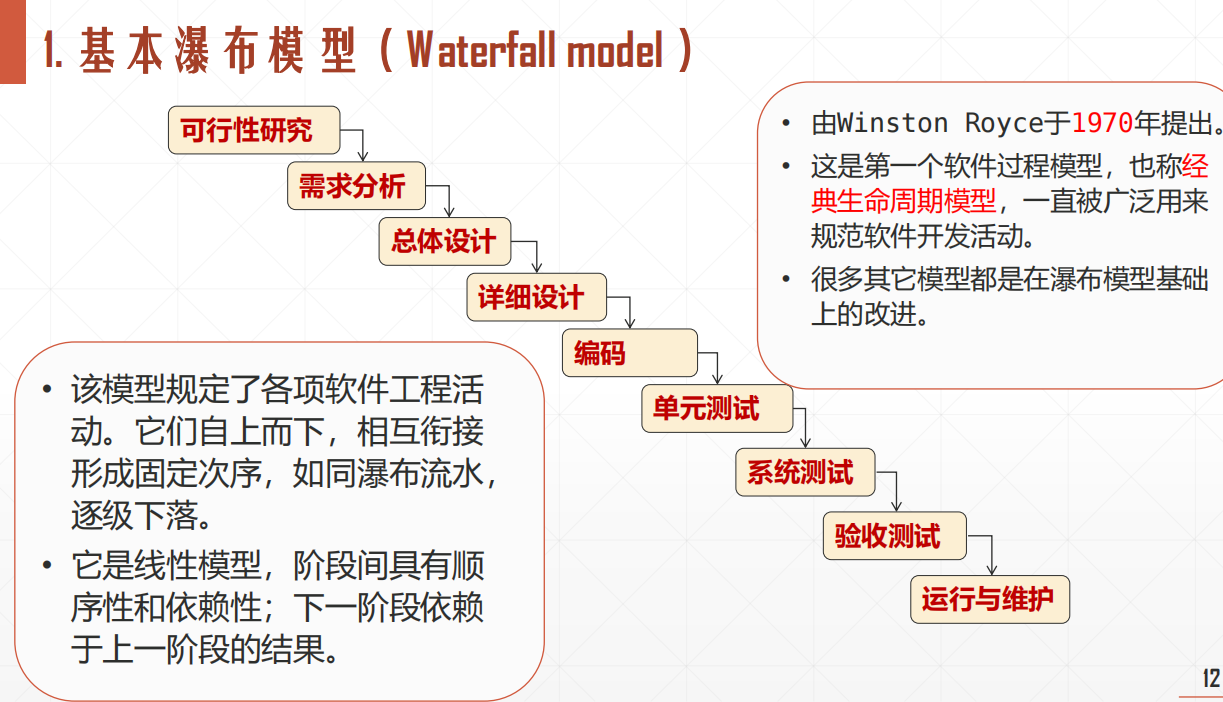 1. 基本瀑布模型（Waterfall model）
可行性研究
需求分析
总体设计
详细设计
编码
单元测试
系统测试
验收测试
运行与维护
• 由Winston Royce于1970年提出。
• 这是第一个软件过程模型，也称经
典生命周期模型，一直被广泛用来
规范软件开发活动。
• 很多其它模型都是在瀑布模型基础
上的改进。
• 该模型规定了各项软件工程活
动。它们自上而下，相互衔接
形成固定次序，如同瀑布流水，
逐级下落。
• 它是线性模型，阶段间具有顺
序性和依赖性；下一阶段依赖
于上一阶段的结果。
12